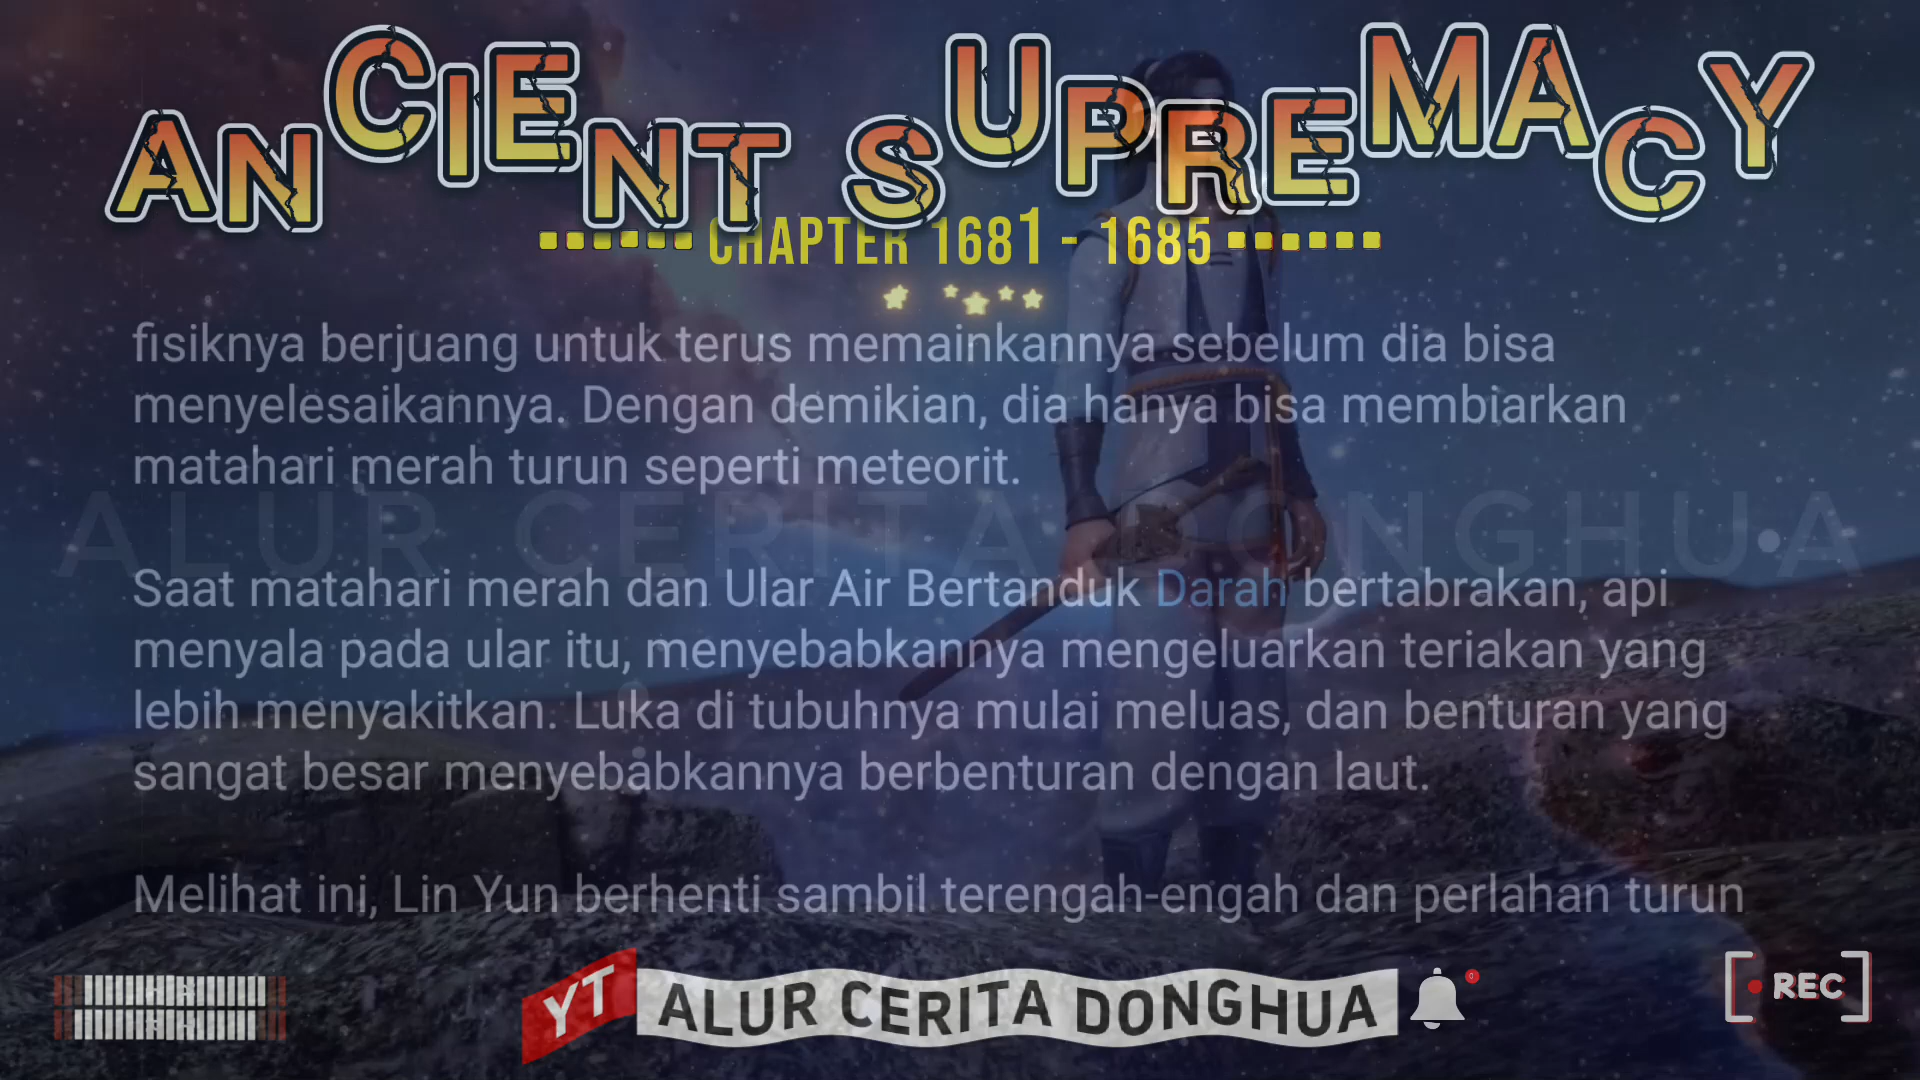 ANCIENT SUPREMACY
CHAPTER 1681 - 1685
fisiknya berjuang untuk terus memainkannya sebelum dia bisa
menyelesaikannya. Dengan demikian, dia hanya bisa membiarkan
matahari merah turun seperti meteorit.
ALUR CERITA DONGHUA
Saat matahari merah dan Ular Air Bertanduk Darah bertabrakan, api
menyala pada ular itu, menyebabkannya mengeluarkan teriakan yang
lebih menyakitkan. Luka di tubuhnya mulai meluas, dan benturan yang
sangat besar menyebabkannya berbenturan dengan laut.
Melihat ini, Lin Yun berhenti sambil terengah-engah dan perlahan turun
YT ALUR CERITA DONGHUA
REC